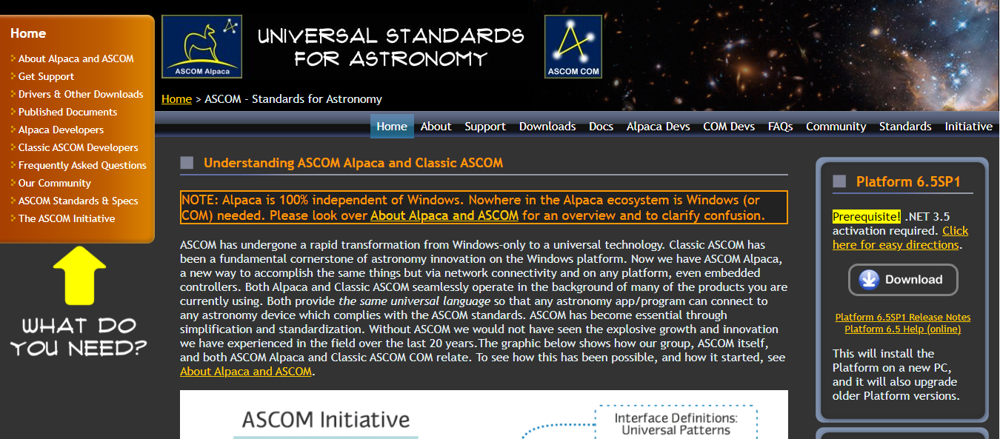 Home
About Alpaca and ASCOM
Get Support
Drivers & Other Downloads
Published Documents
Alpaca Developers
Classic ASCOM Developers
Frequently Asked Questions
Our Community
ASCOM Standards & Specs
The ASCOM Initiative
WHAT DO
YOU NEED?
ASCOM Alpaca
UNIVERSAL STANDARDS
FOR ASTRONOMY
ASCOM COM
Home > ASCOM - Standards for Astronomy
Home About Support Downloads Docs Alpaca Devs COM Devs FAQs Community Standards Initiative
Understanding ASCOM Alpaca and Classic ASCOM
NOTE: Alpaca is 100% independent of Windows. Nowhere in the Alpaca ecosystem is Windows (or
COM) needed. Please look over About Alpaca and ASCOM for an overview and to clarify confusion.
ASCOM has undergone a rapid transformation from Windows-only to a universal technology. Classic ASCOM has
been a fundamental cornerstone of astronomy innovation on the Windows platform. Now we have ASCOM Alpaca,
a new way to accomplish the same things but via network connectivity and on any platform, even embedded
controllers. Both Alpaca and Classic ASCOM seamlessly operate in the background of many of the products you are
currently using. Both provide the same universal language so that any astronomy app/program can connect to
any astronomy device which complies with the ASCOM standards. ASCOM has become essential through
simplification and standardization. Without ASCOM we would not have seen the explosive growth and innovation
we have experienced in the field over the last 20 years.The graphic below shows how our group, ASCOM itself,
and both ASCOM Alpaca and Classic ASCOM COM relate. To see how this has been possible, and how it started, see
About Alpaca and ASCOM.
ASCOM Initiative
Interface Definitions:
Universal Patterns
Platform 6.5SP1
Prerequisite! .NET 3.5
activation required. Click
here for easy directions.
Download
Platform 6.5SP1 Release Notes
Platform 6.5 Help (online)
This will install the
Platform on a new PC,
and it will also upgrade
older Platform versions.